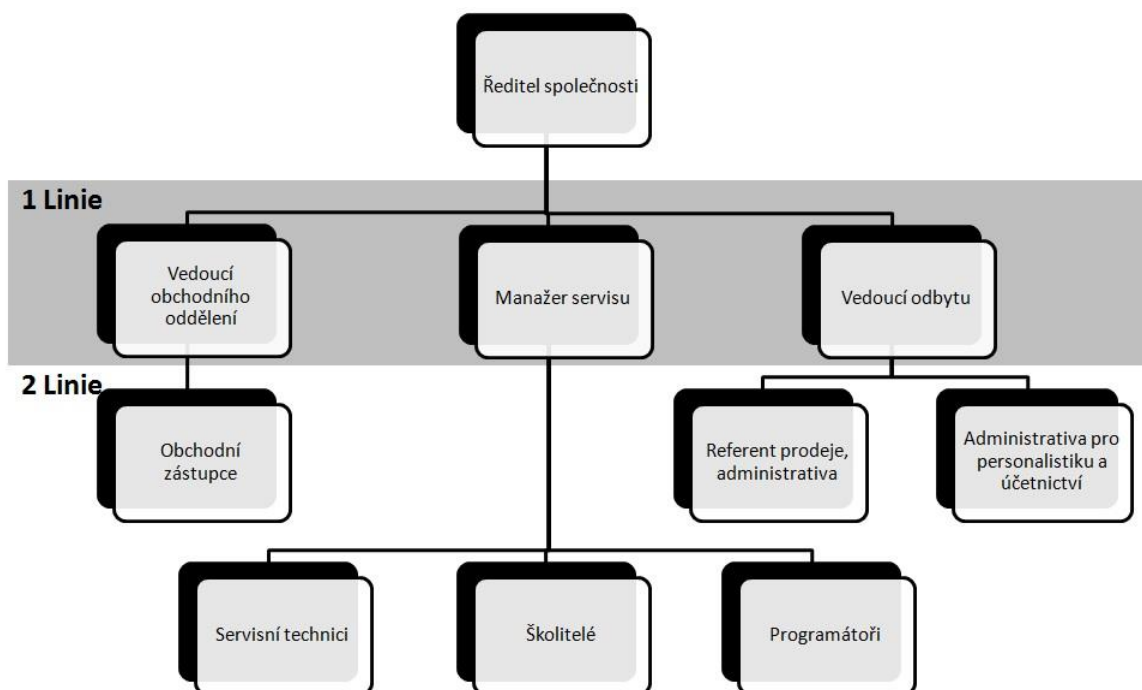 Ředitel společnosti
1 Linie
Vedoucí
obchodního
oddělení
Manažer servisu
Vedoucí odbytu
2 Linie
Obchodní
zástupce
Referent prodeje,
administrativa
Administrativa pro
personalistiku a
účetnictví
Servisní technici
Školitelé
Programátoři